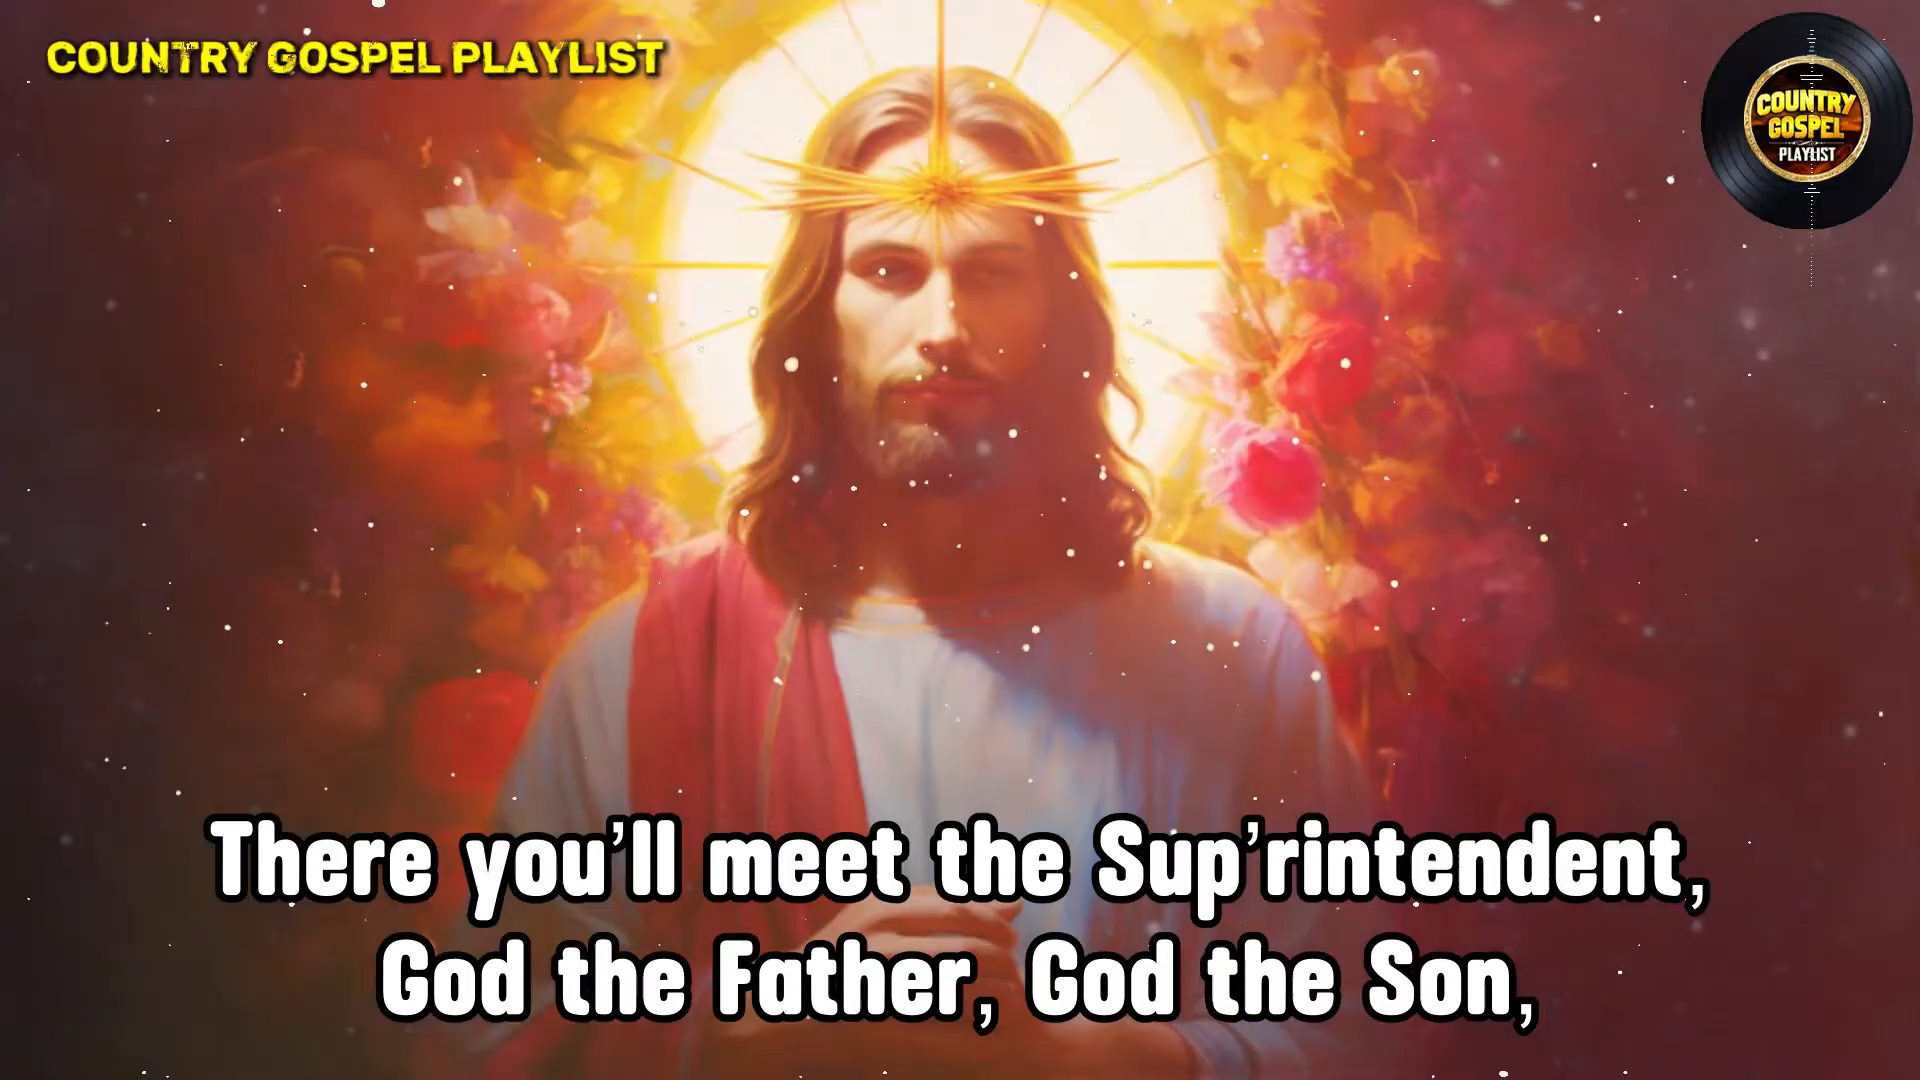 COUNTRY GOSPEL PLAYLIST
COUNTRY
GOSPEL
PLAYLIST
There you’ll meet the Sup’rintendent,
God the Father, God the Son,